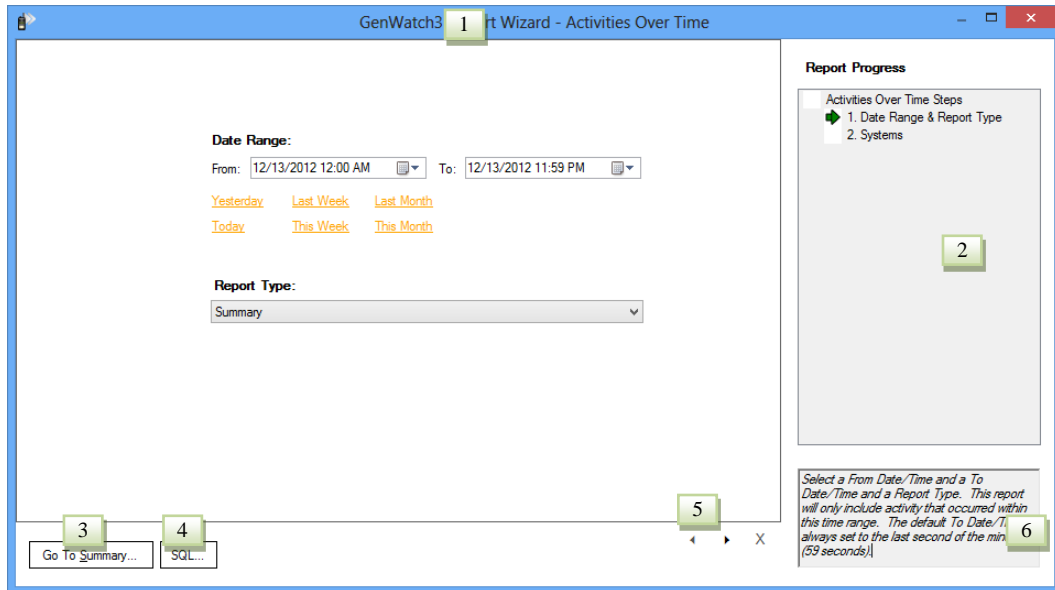 GenWatch3 rt Wizard - Activities Over Time
1
Report Progress
Activities Over Time Steps
1. Date Range & Report Type
2. Systems
2
Date Range:
From: 12/13/2012 12:00 AM To: 12/13/2012 11:59 PM
Yesterday Last Week Last Month
Today This Week This Month
Report Type:
Summary
Select a From Date/Time and a To
Date/Time and a Report Type. This report
will only include activity that occurred within
this time range. The default To Date/
always set to the last second of the
(59 seconds).
6
5
X
3
Go To Summary...
4
SQL...